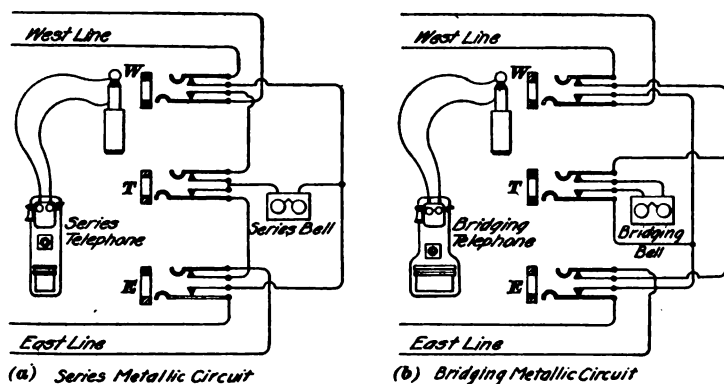 West Line
W
T
Series Telephone
Series Bell
E
East Line
(a) Series Metallic Circuit
West Line
W
T
Bridging Telephone
Bridging Bell
E
East Line
(b) Bridging Metallic Circuit